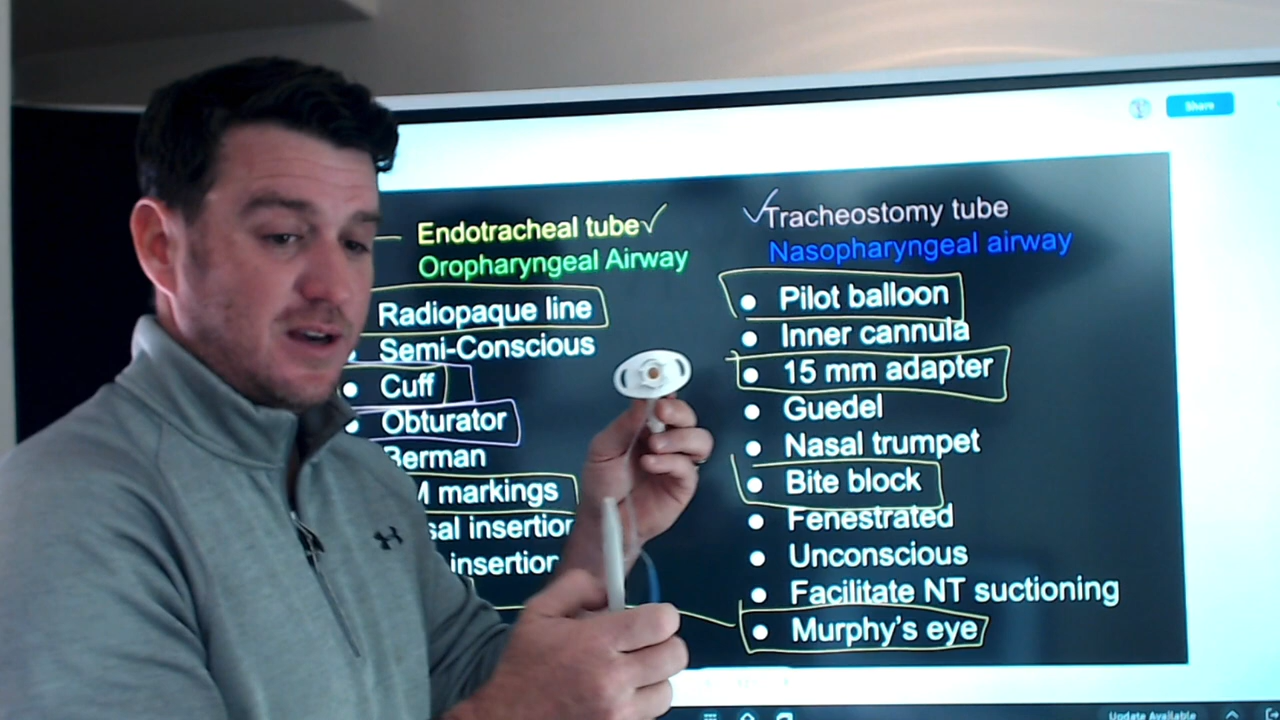 Share
Endotracheal tube
Oropharyngeal Airway
Radiopaque line
Semi-Conscious
Cuff
Obturator
Berman
markings
insertion
insertion
Tracheostomy tube
Nasopharyngeal airway
Pilot balloon
Inner cannula
15 mm adapter
Guedel
Nasal trumpet
Bite block
Fenestrated
Unconscious
Facilitate NT suctioning
Murphy's eye
Update Available